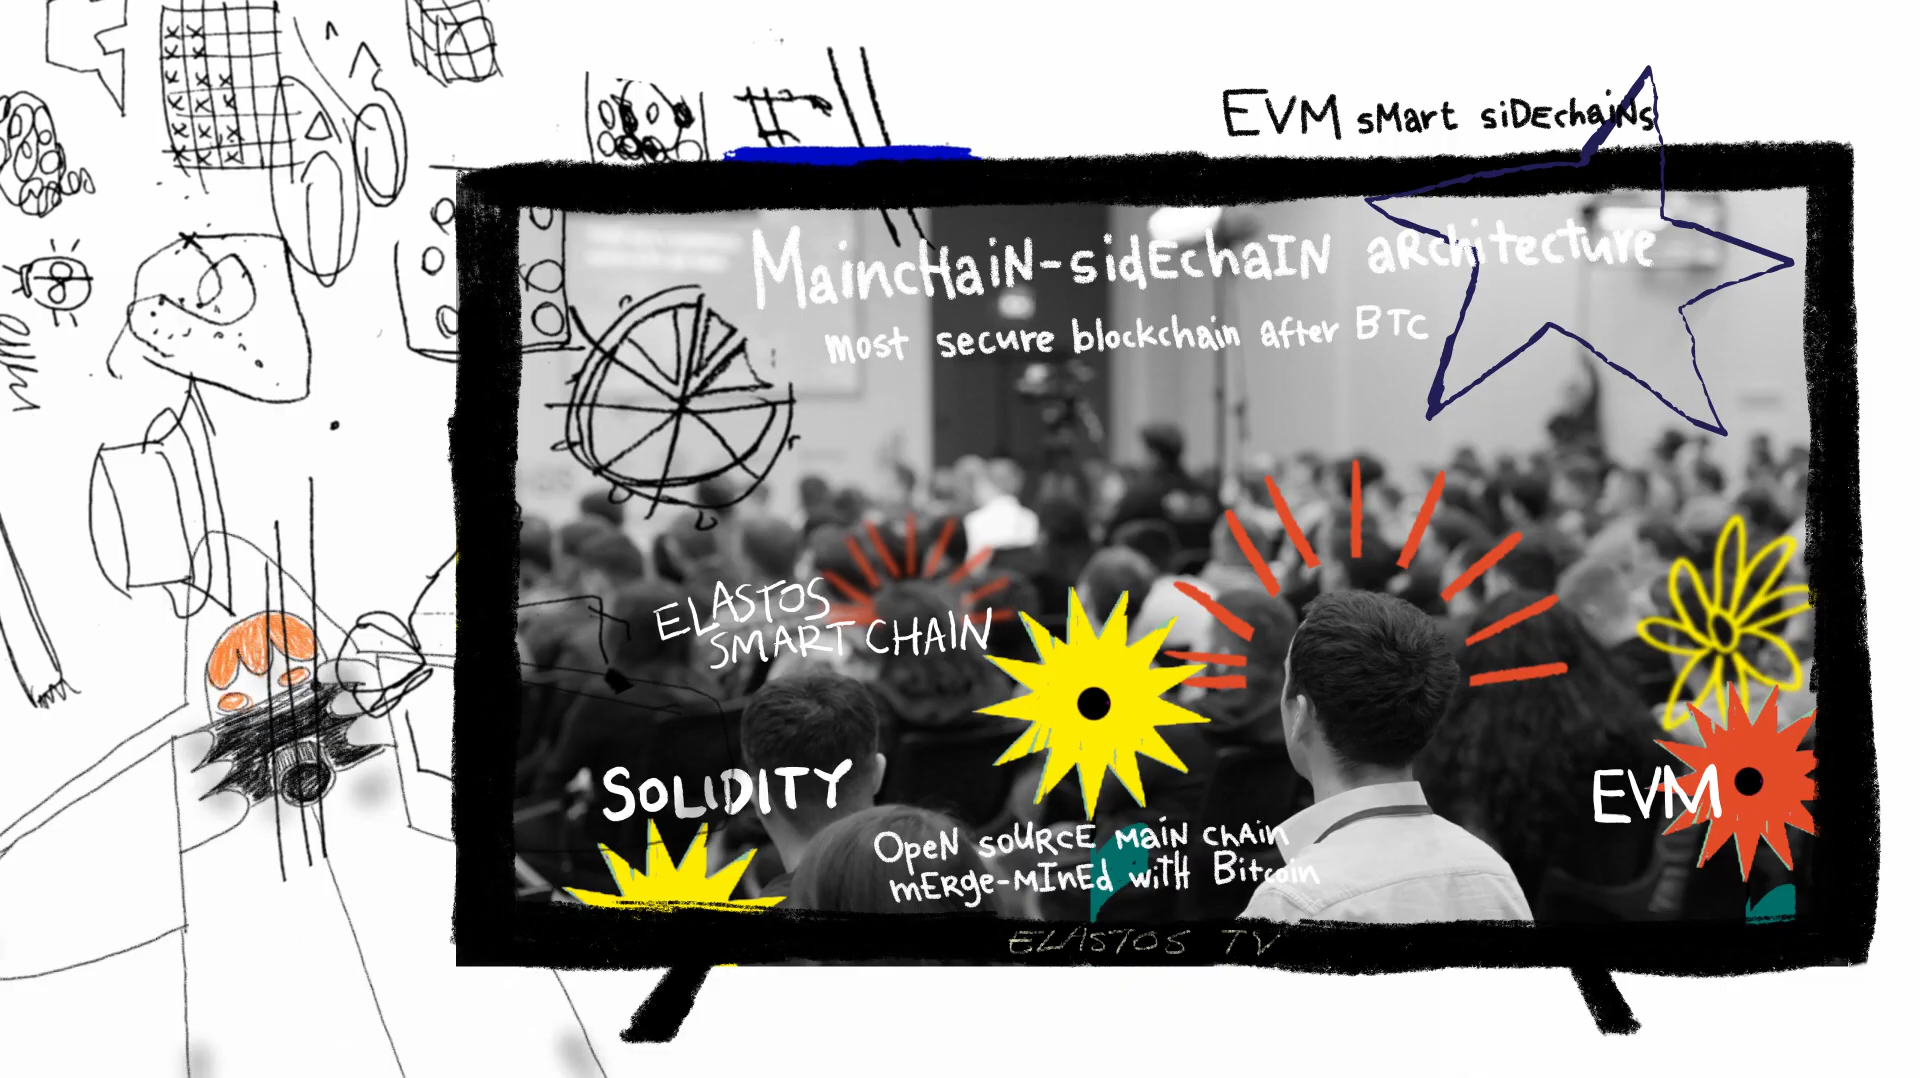 EVM sMart siDEchaiNs
MaincHaiN-sidEchaIN aRchitecture
most secure blockchain after BTC
ELASTOS
SMART CHAIN
SOLIDITY
EVM
OpeN soURCE maiN chAin
mERge-MInEd witH Bitcoin
ELASTOS TV